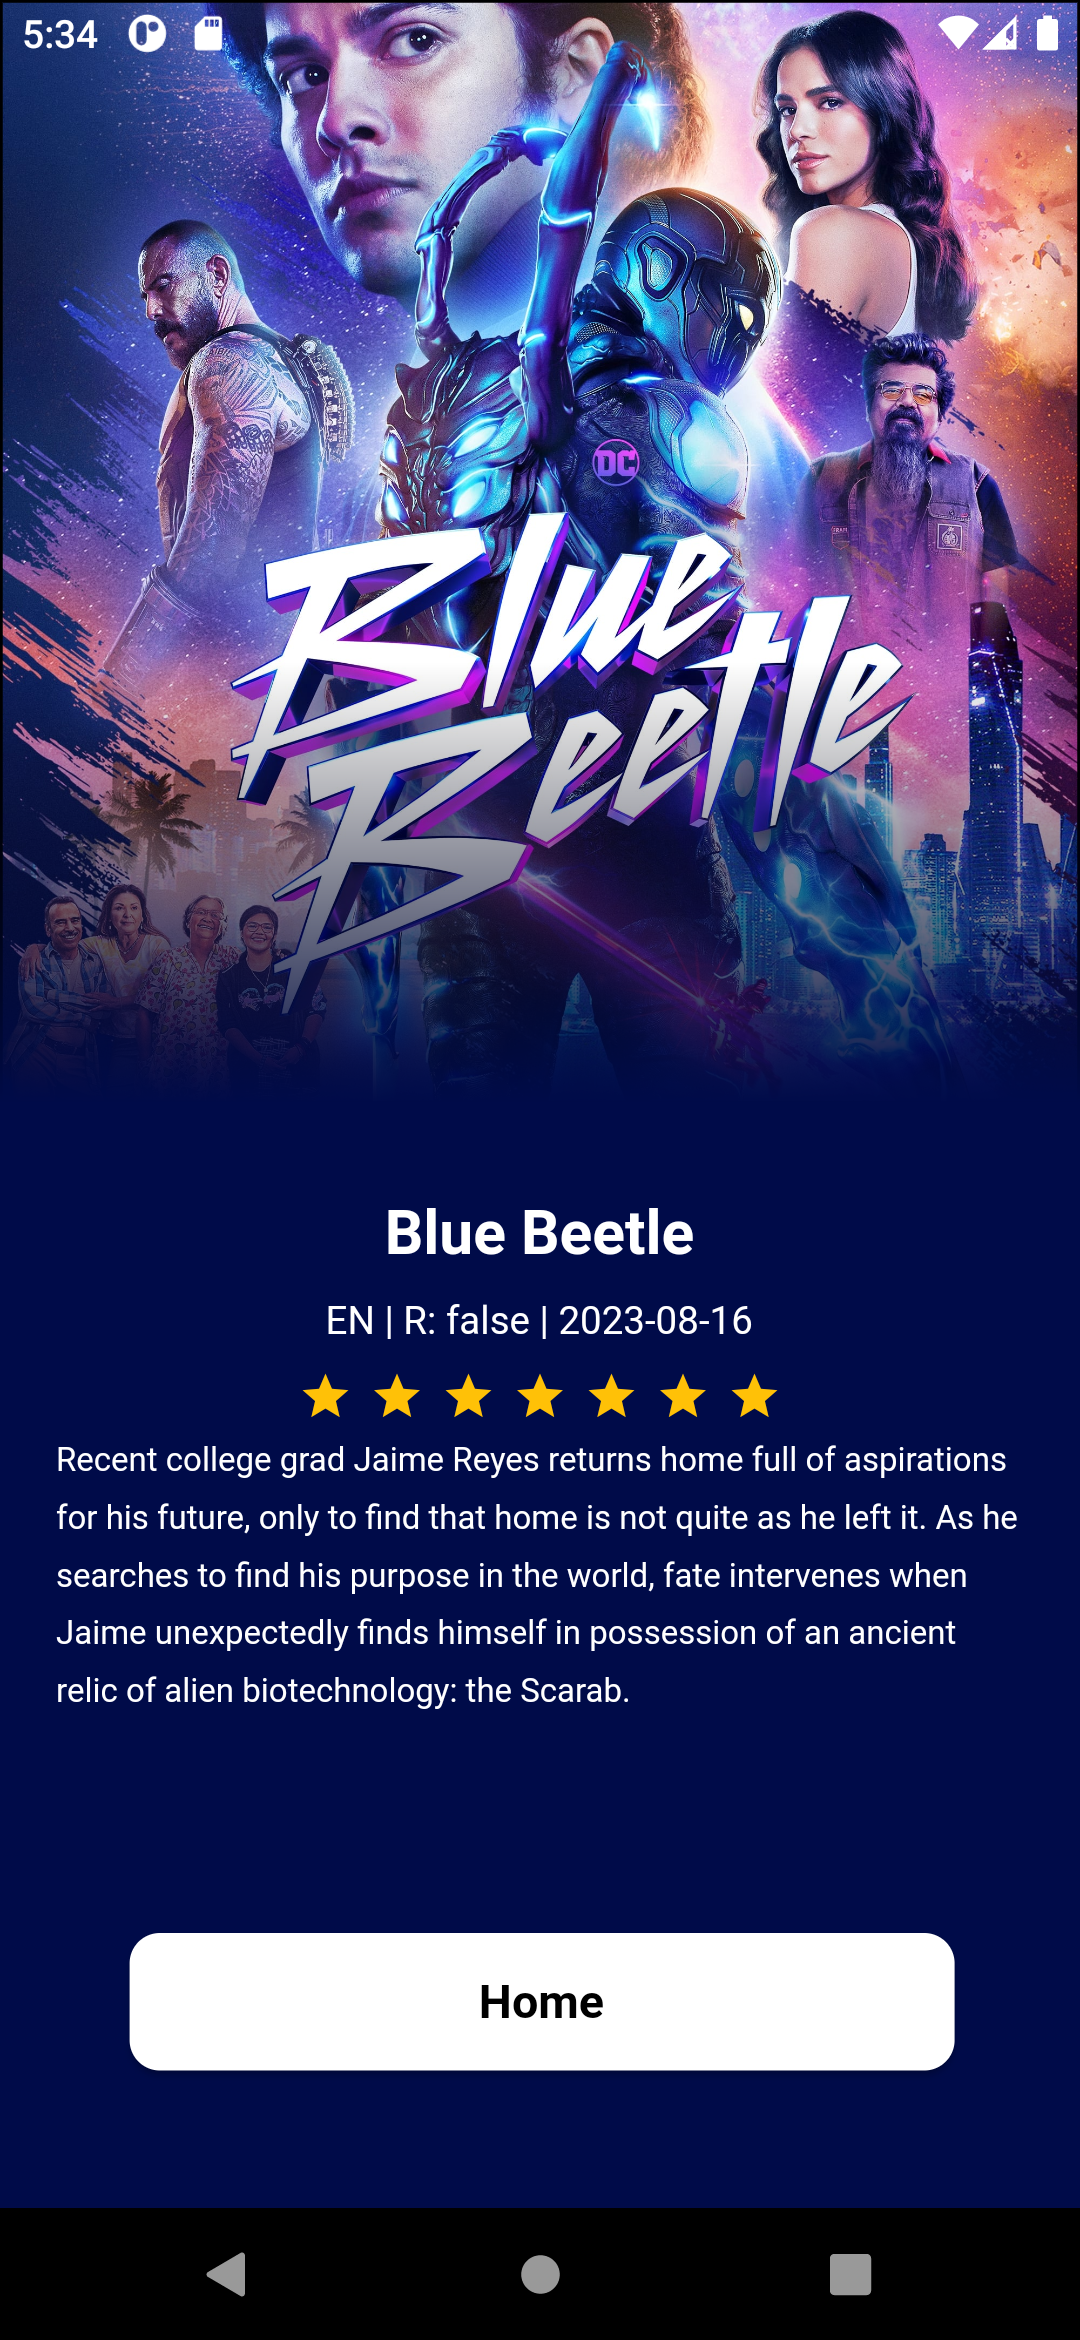 5:34
DC
Blue
Beetle
Blue Beetle
EN | R: false | 2023-08-16
Recent college grad Jaime Reyes returns home full of aspirations
for his future, only to find that home is not quite as he left it. As he
searches to find his purpose in the world, fate intervenes when
Jaime unexpectedly finds himself in possession of an ancient
relic of alien biotechnology: the Scarab.
Home